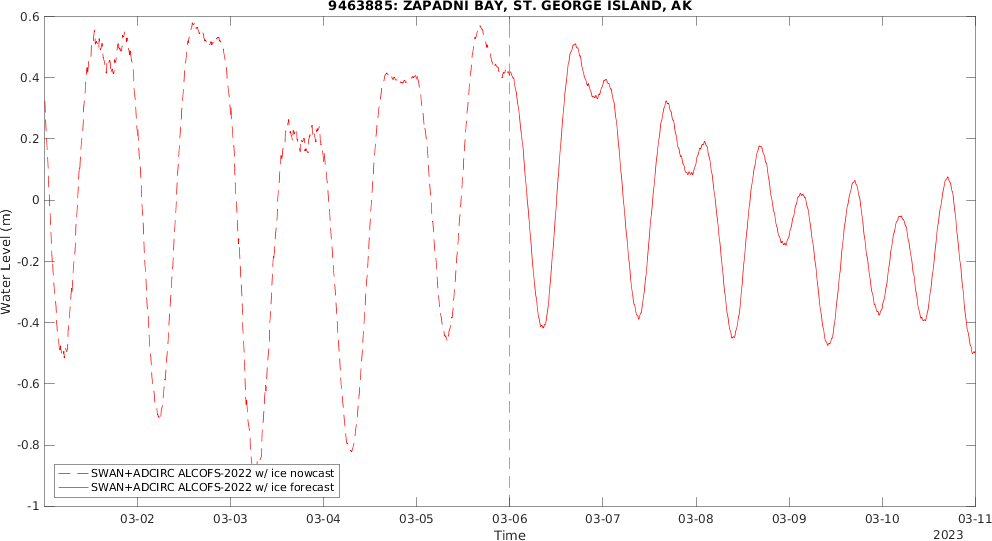 9463885: ZAPADNI BAY, ST. GEORGE ISLAND, AK
0.6
0.4
0.2
0
-0.2
-0.4
-0.6
-0.8
-1
Water Level (m)
SWAN+ADCIRC ALCOFS-2022 w/ ice nowcast
SWAN+ADCIRC ALCOFS-2022 w/ ice forecast
03-02 03-03 03-04 03-05 03-06 03-07 03-08 03-09 03-10 03-11
Time
2023